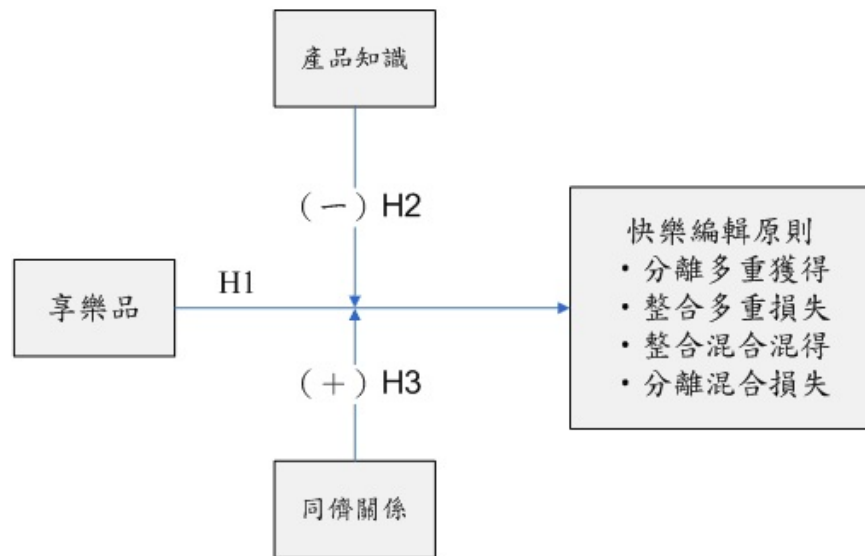 產品知識
（－）H2
快樂編輯原則
・分離多重獲得
H1
享樂品
・整合多重損失
・整合混合混得
（＋）H3
・分離混合損失
同儕關係